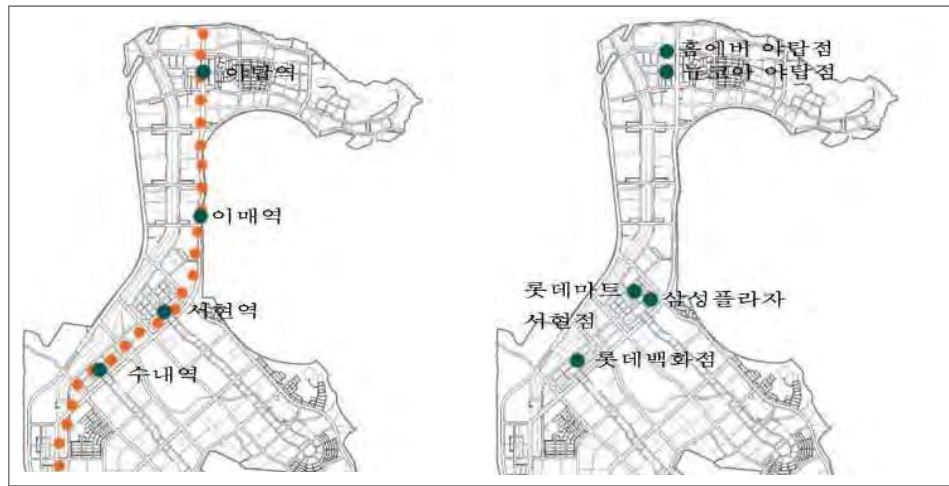 야탑역
이매역
서현역
수내역
홈에버 야탑점
뉴코아 야탑점
롯데마트
서현점
삼성플라자
롯데백화점